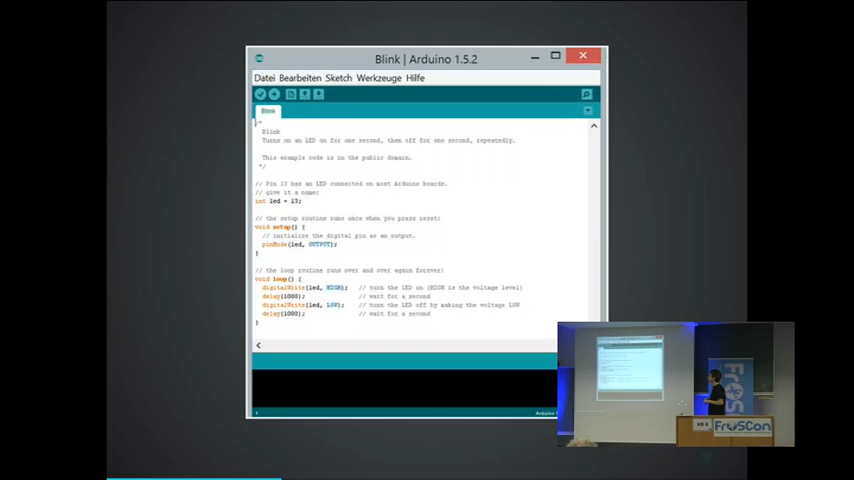 Blink | Arduino 1.5.2
Datei Bearbeiten Sketch Werkzeuge Hilfe
Blink
/*
Blink
Turns on an LED on for one second, then off for one second, repeatedly.
This example code is in the public domain.
*/
// Pin 13 has an LED connected on most Arduino boards.
// give it a name:
int led = 13;
// the setup routine runs once when you press reset:
void setup() {
// initialize the digital pin as an output.
pinMode(led, OUTPUT);
}
// the loop routine runs over and over again forever:
void loop() {
digitalWrite(led, HIGH); // turn the LED on (HIGH is the voltage level)
delay(1000); // wait for a second
digitalWrite(led, LOW); // turn the LED off by making the voltage LOW
delay(1000); // wait for a second
}
1
Arduino
FrOSCon